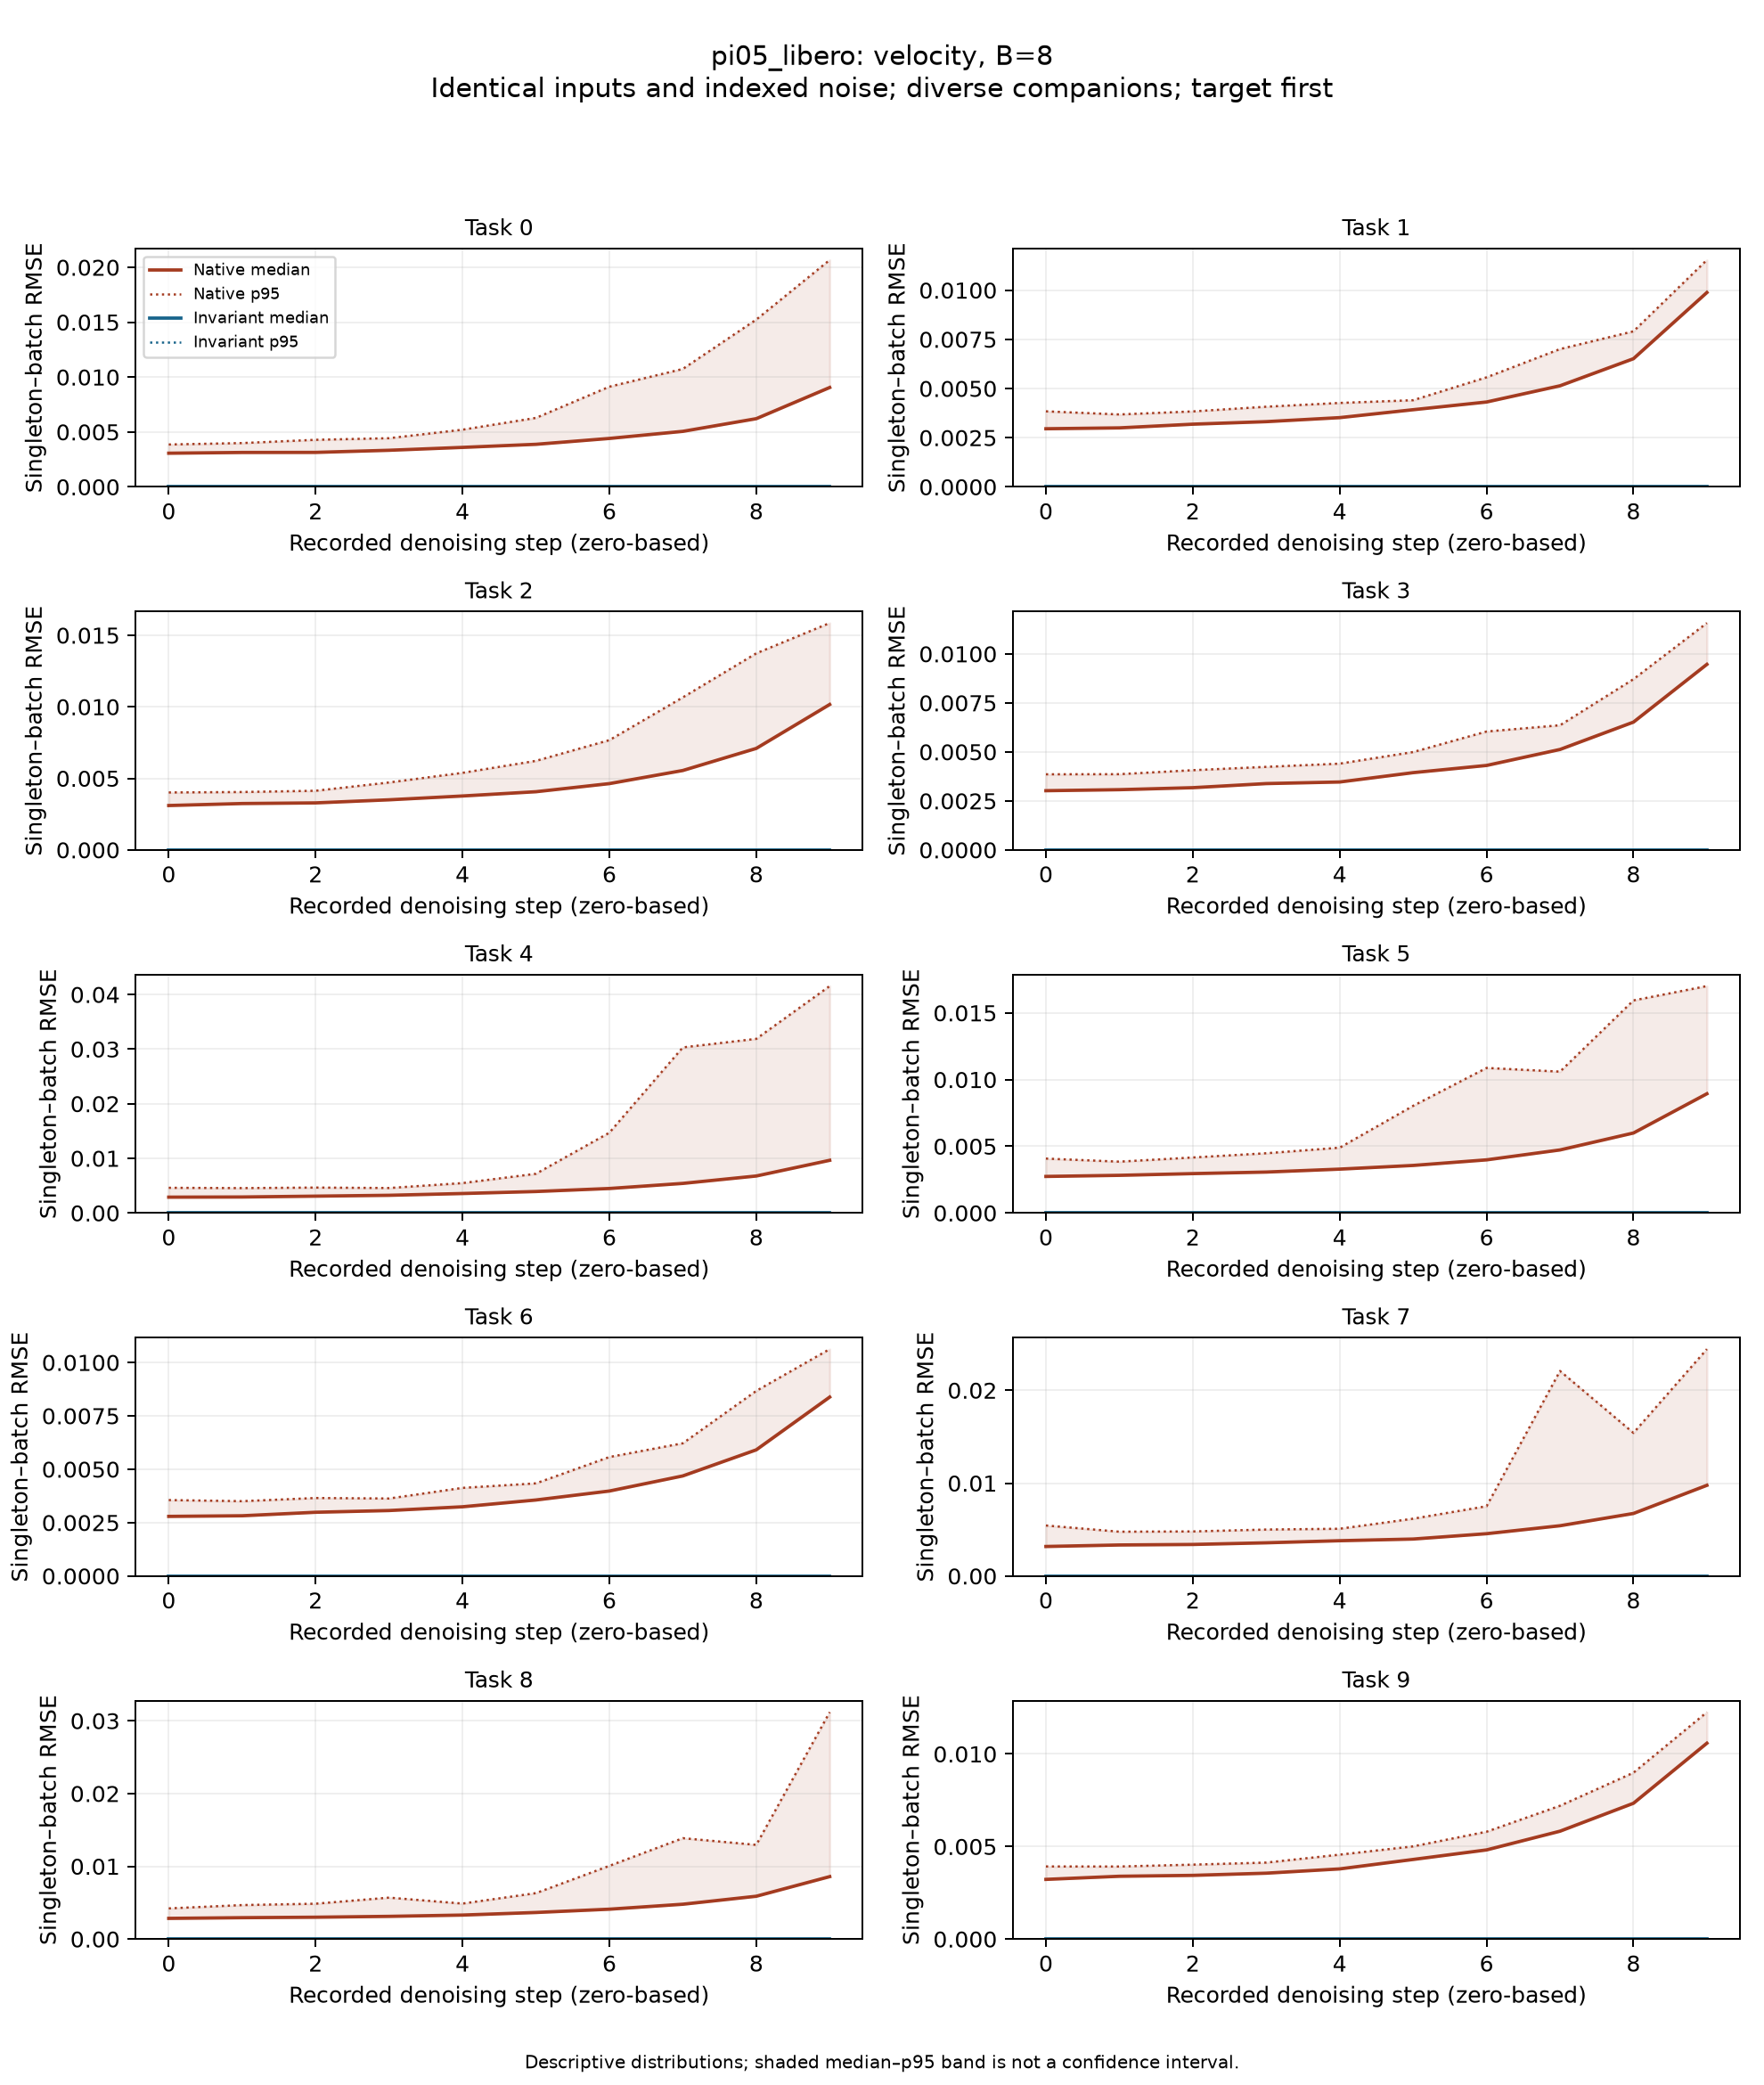 pi05_libero: velocity, B=8
Identical inputs and indexed noise; diverse companions; target first
Task 0
Singleton–batch RMSE
0.020
0.015
0.010
0.005
0.000
Native median
Native p95
Invariant median
Invariant p95
0 2 4 6 8
Recorded denoising step (zero-based)
Task 1
Singleton–batch RMSE
0.0100
0.0075
0.0050
0.0025
0.0000
0 2 4 6 8
Recorded denoising step (zero-based)
Task 2
Singleton–batch RMSE
0.015
0.010
0.005
0.000
0 2 4 6 8
Recorded denoising step (zero-based)
Task 3
Singleton–batch RMSE
0.0100
0.0075
0.0050
0.0025
0.0000
0 2 4 6 8
Recorded denoising step (zero-based)
Task 4
Singleton–batch RMSE
0.04
0.03
0.02
0.01
0.00
0 2 4 6 8
Recorded denoising step (zero-based)
Task 5
Singleton–batch RMSE
0.015
0.010
0.005
0.000
0 2 4 6 8
Recorded denoising step (zero-based)
Task 6
Singleton–batch RMSE
0.0100
0.0075
0.0050
0.0025
0.0000
0 2 4 6 8
Recorded denoising step (zero-based)
Task 7
Singleton–batch RMSE
0.02
0.01
0.00
0 2 4 6 8
Recorded denoising step (zero-based)
Task 8
Singleton–batch RMSE
0.03
0.02
0.01
0.00
0 2 4 6 8
Recorded denoising step (zero-based)
Task 9
Singleton–batch RMSE
0.010
0.005
0.000
0 2 4 6 8
Recorded denoising step (zero-based)
Descriptive distributions; shaded median–p95 band is not a confidence interval.